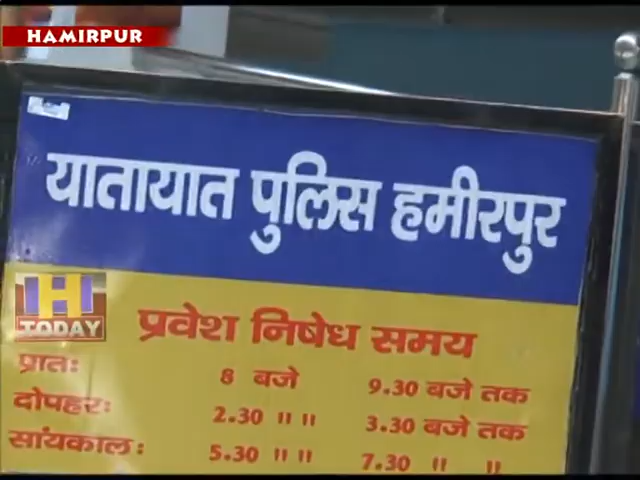 HAMIRPUR
यातायात पुलिस हमीरपुर
H
TODAY
प्रवेश निषेध समय
प्रातः 8 बजे 9.30 बजे तक
दोपहरः 2.30 " " 3.30 बजे तक
सांयकालः 5.30 " " 7.30 " "